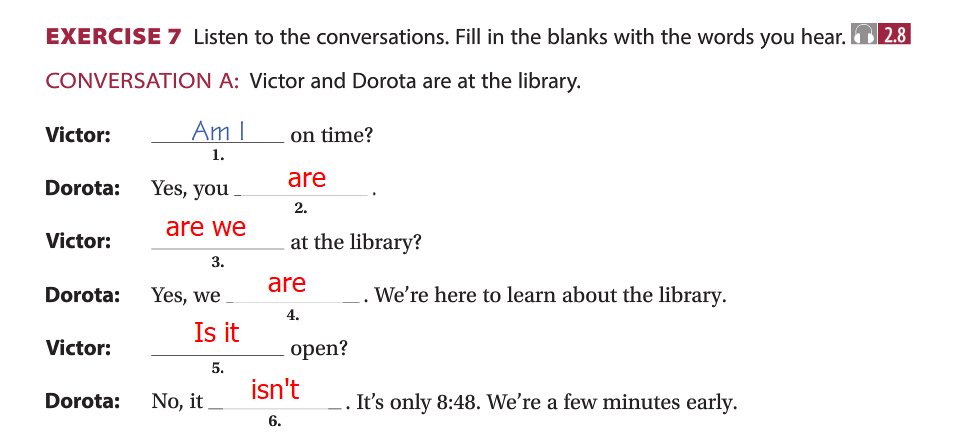 EXERCISE 7 Listen to the conversations. Fill in the blanks with the words you hear. 2.8
CONVERSATION A: Victor and Dorota are at the library.
Victor: Am I on time?
1.
Dorota: Yes, you are .
2.
Victor: are we at the library?
3.
Dorota: Yes, we are . We’re here to learn about the library.
4.
Victor: Is it open?
5.
Dorota: No, it isn't . It’s only 8:48. We’re a few minutes early.
6.